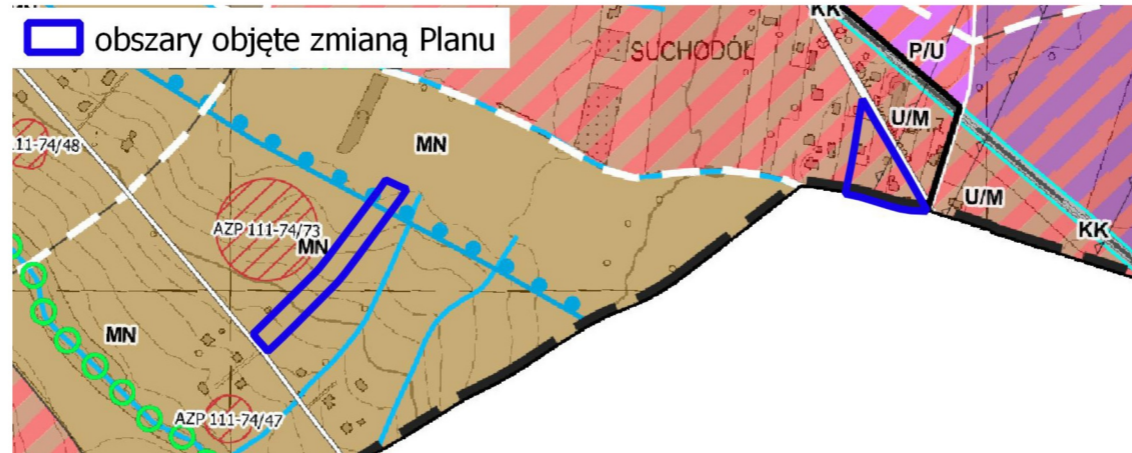 obszary objęte zmianą Planu
KK
P/U
SUCHODÓŁ
U/M
MN
11-74/48
AZP 111-74/73
MN
U/M
KK
MN
AZP 111-74/47